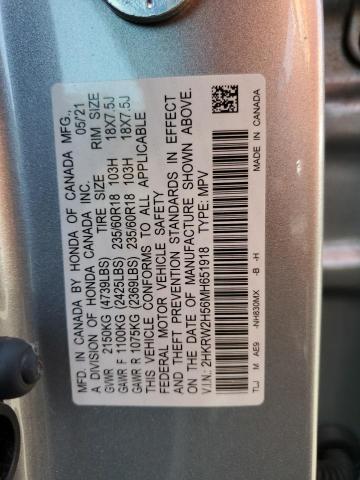 MFD. IN CANADA BY HONDA OF CANADA MFG.,
A DIVISION OF HONDA CANADA INC. 05/21
TIRE SIZE RIM SIZE
GVWR 2150KG (4739LBS)
GAWR F 1100KG (2425LBS) 235/60R18 103H 18X7.5J
GAWR R 1075KG (2369LBS) 235/60R18 103H 18X7.5J
THIS VEHICLE CONFORMS TO ALL APPLICABLE
FEDERAL MOTOR VEHICLE SAFETY
AND THEFT PREVENTION STANDARDS IN EFFECT
ON THE DATE OF MANUFACTURE SHOWN ABOVE.
V.I.N.: 2HKRW2H56MH651918 TYPE: MPV
TLJ M AE9 -NH830MX -B -H
MADE IN CANADA